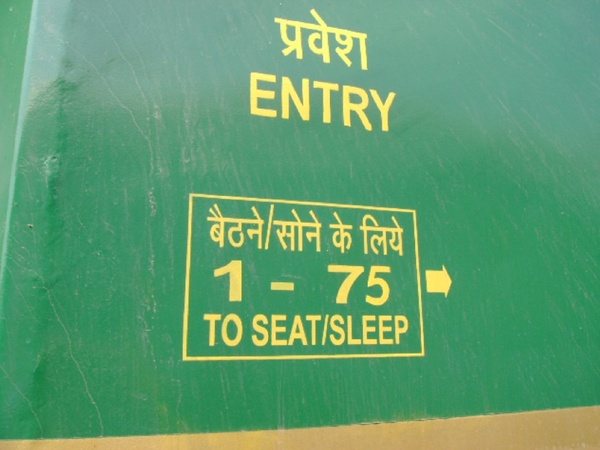 प्रवेश
ENTRY
बैठने/सोने के लिये
1 - 75
TO SEAT/SLEEP